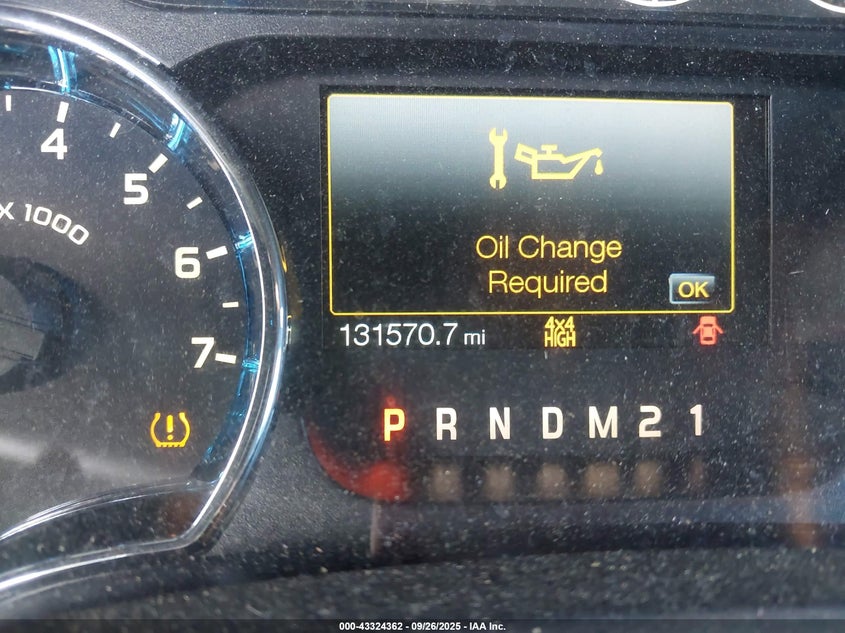 4
5
X 1000
6
7
Oil Change
Required
OK
131570.7 mi
4x4
HIGH
P R N D M 2 1
000-43324362 - 09/26/2025 - IAA Inc.